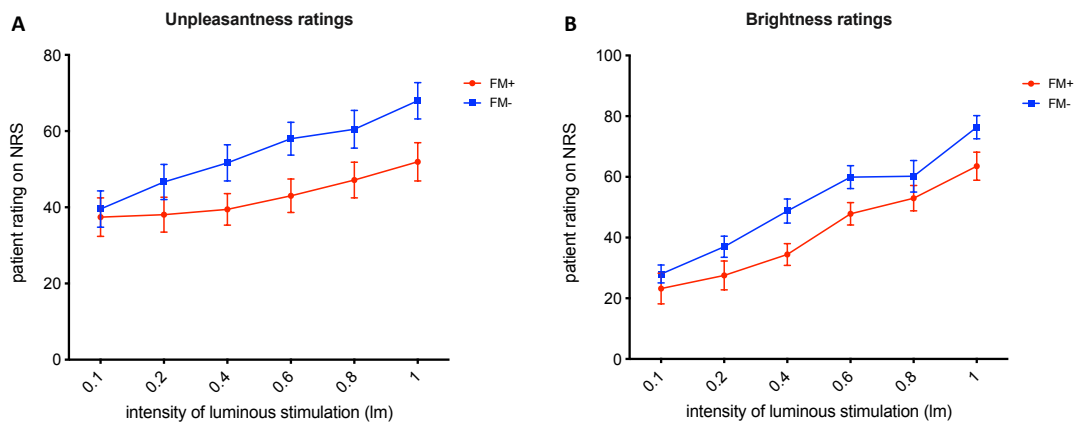 A
Unpleasantness ratings
80
60
40
20
0
patient rating on NRS
0.1
0.2
0.4
0.6
0.8
1
intensity of luminous stimulation (lm)
FM+
FM-
B
Brightness ratings
100
80
60
40
20
0
patient rating on NRS
0.1
0.2
0.4
0.6
0.8
1
intensity of luminous stimulation (lm)
FM+
FM-